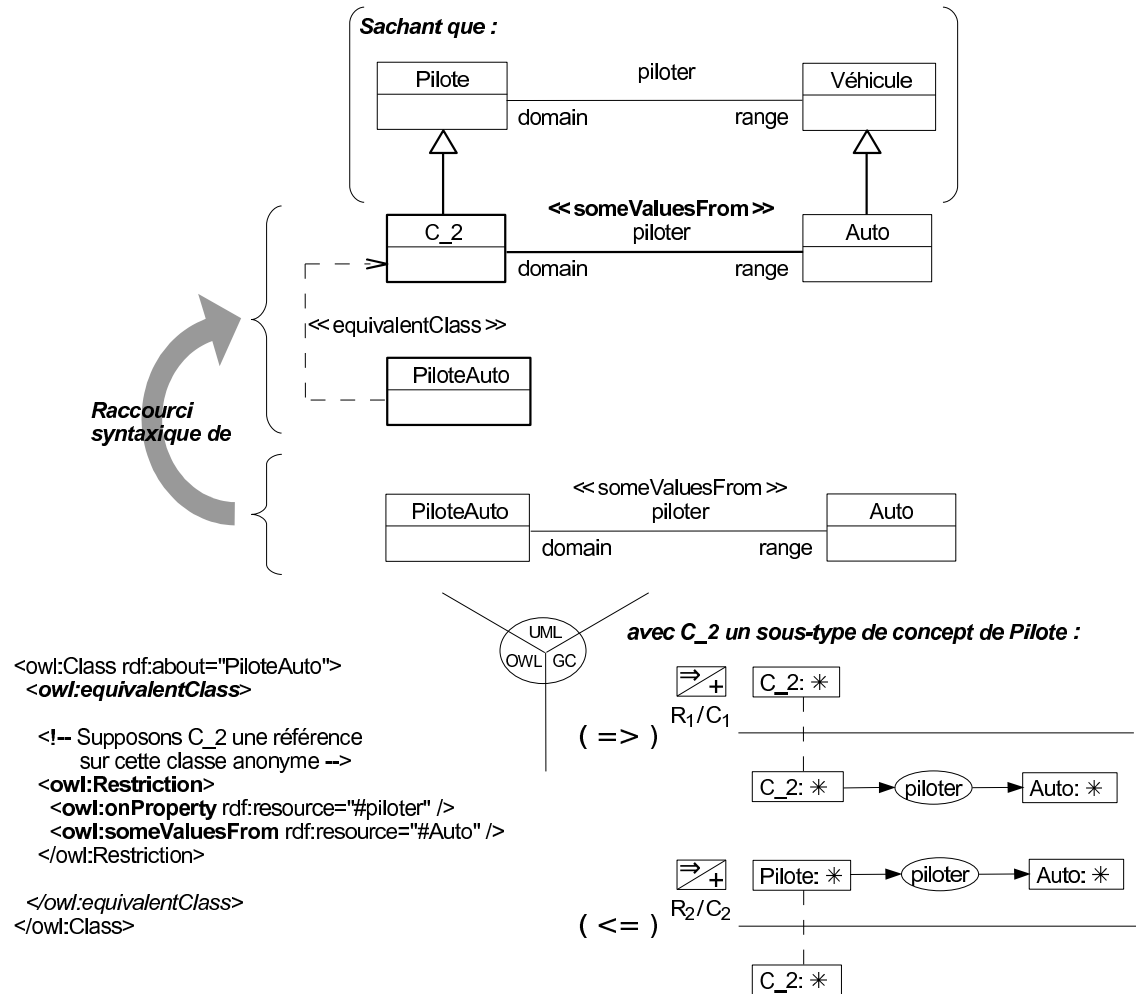 Sachant que :
Pilote
piloter
Véhicule
domain
range
<<someValuesFrom>>
C_2
piloter
Auto
domain
range
<<equivalentClass>>
PiloteAuto
Raccourci
syntaxique de
<<someValuesFrom>>
PiloteAuto
piloter
Auto
domain
range
UML
OWL
GC
avec C_2 un sous-type de concept de Pilote :
<owl:Class rdf:about="PiloteAuto">
<owl:equivalentClass>
<!-- Supposons C_2 une référence
sur cette classe anonyme -->
<owl:Restriction>
<owl:onProperty rdf:resource="#piloter" />
<owl:someValuesFrom rdf:resource="#Auto" />
</owl:Restriction>
</owl:equivalentClass>
</owl:Class>
( => )
⇒ +
R1/C1
C_2: ∗
C_2: ∗
piloter
Auto: ∗
( <= )
⇒ +
R2/C2
Pilote: ∗
piloter
Auto: ∗
C_2: ∗